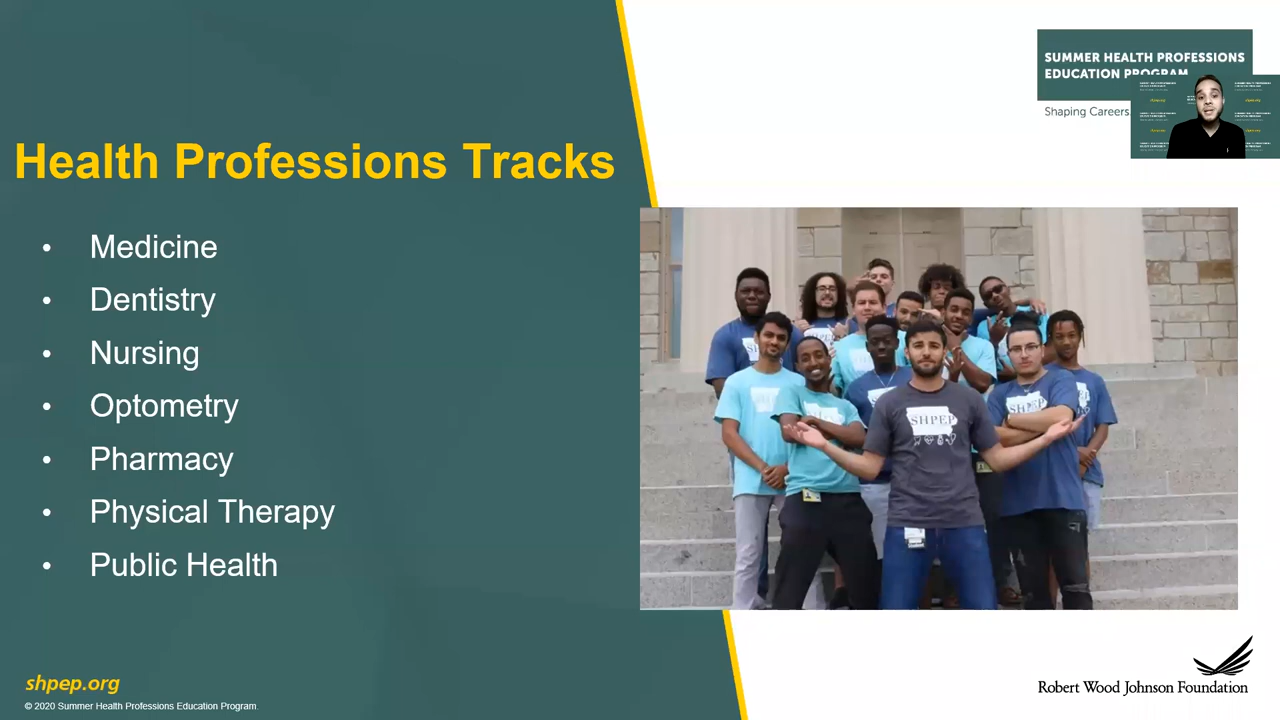 SUMMER HEALTH PROFESSIONS
EDUCATION PROGRAM
Shaping Careers.
Health Professions Tracks
• Medicine
• Dentistry
• Nursing
• Optometry
• Pharmacy
• Physical Therapy
• Public Health
SHPEP
shpep.org
© 2020 Summer Health Professions Education Program.
Robert Wood Johnson Foundation